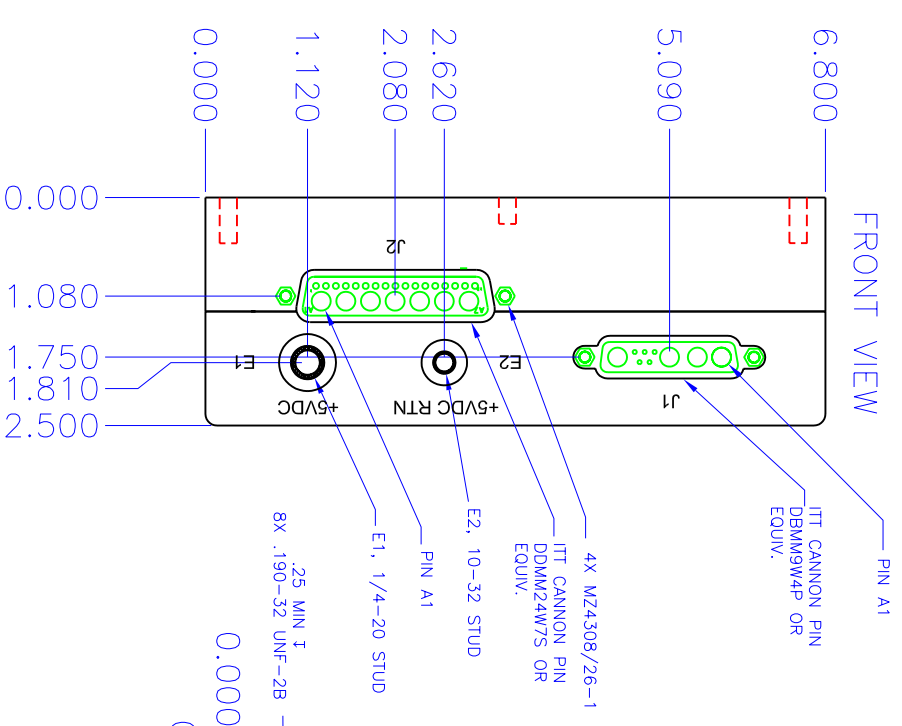 6.800
5.090
2.620
2.080
1.120
0.000
FRONT VIEW
0.000
1.080
1.750
1.810
2.500
J2
E1
E2
J1
+5VDC
+5VDC RTN
PIN A1
ITT CANNON PIN
DBMM9W4P OR
EQUIV.
4X MZ4308/26-1
ITT CANNON PIN
DDMM24W7S OR
EQUIV.
E2, 10-32 STUD
PIN A1
E1, 1/4-20 STUD
.25 MIN
8X .190-32 UNF-2B
0.000